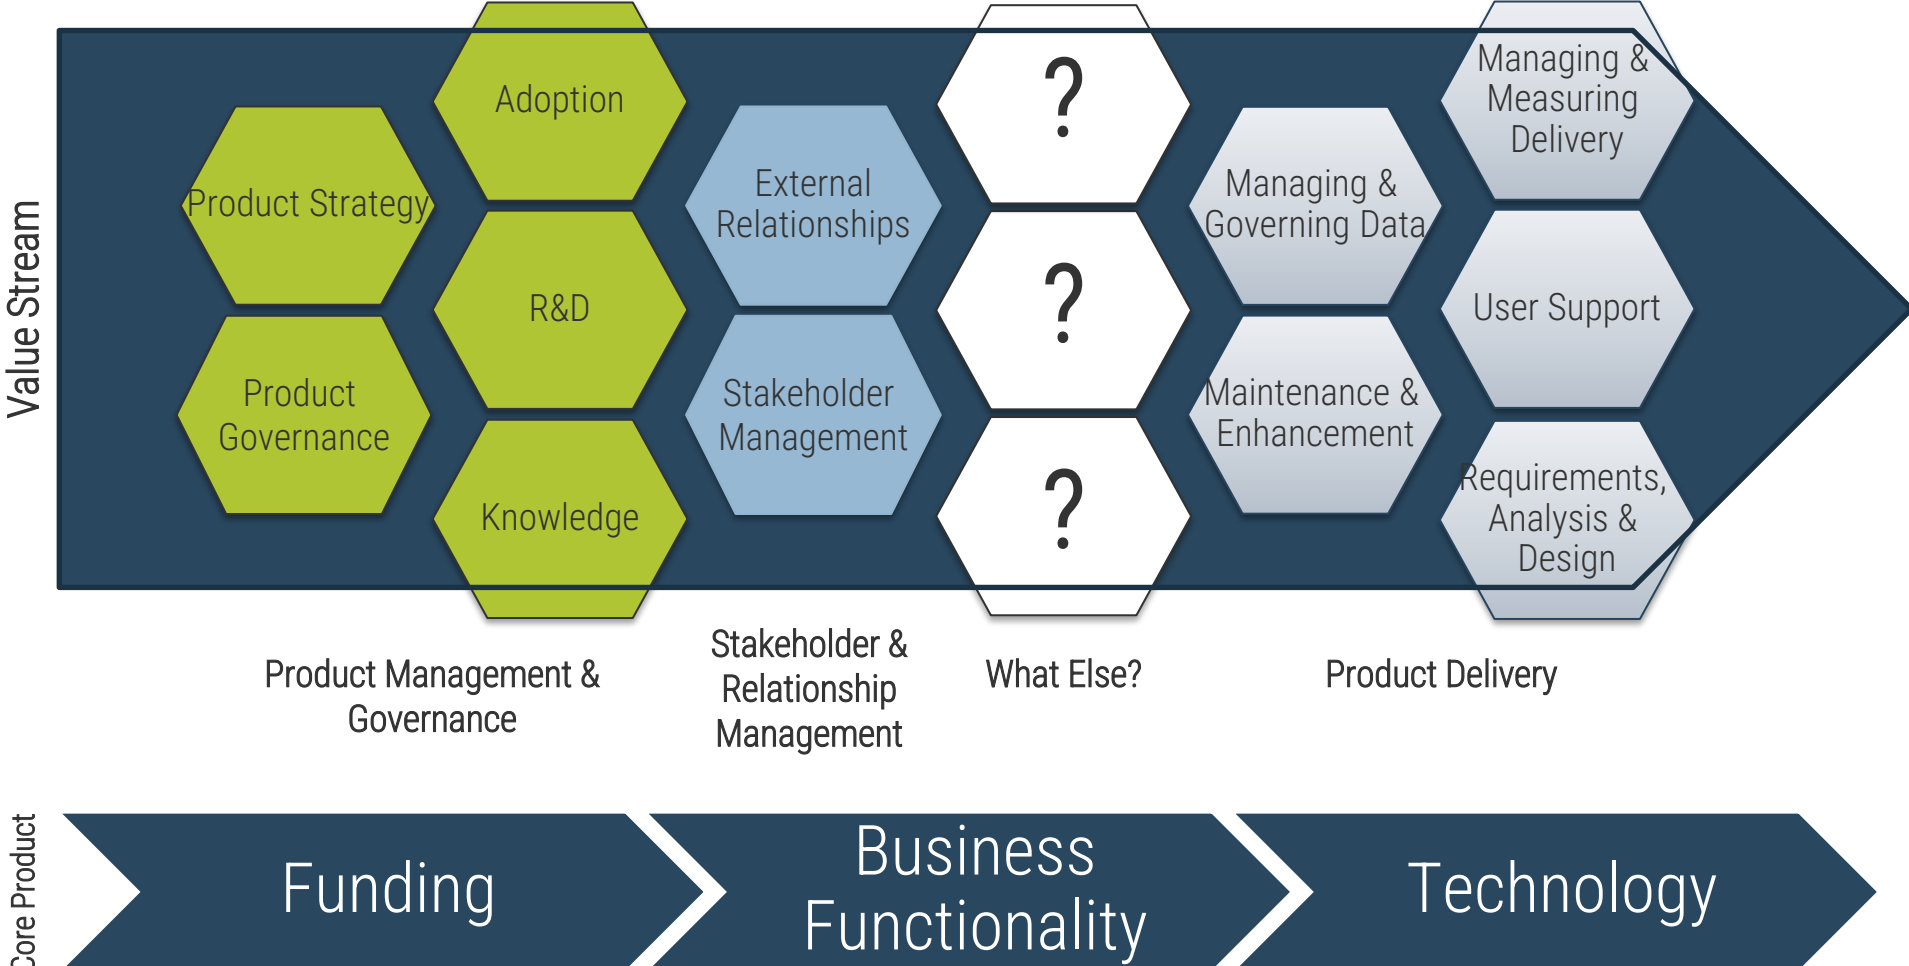 Value Stream
Product Strategy
Product
Governance
Adoption
R&D
Knowledge
External
Relationships
Stakeholder
Management
?
?
?
Managing &
Governing Data
Maintenance &
Enhancement
Managing &
Measuring
Delivery
User Support
Requirements,
Analysis &
Design
Product Management &
Governance
Stakeholder &
Relationship
Management
What Else?
Product Delivery
Core Product
Funding
Business
Functionality
Technology